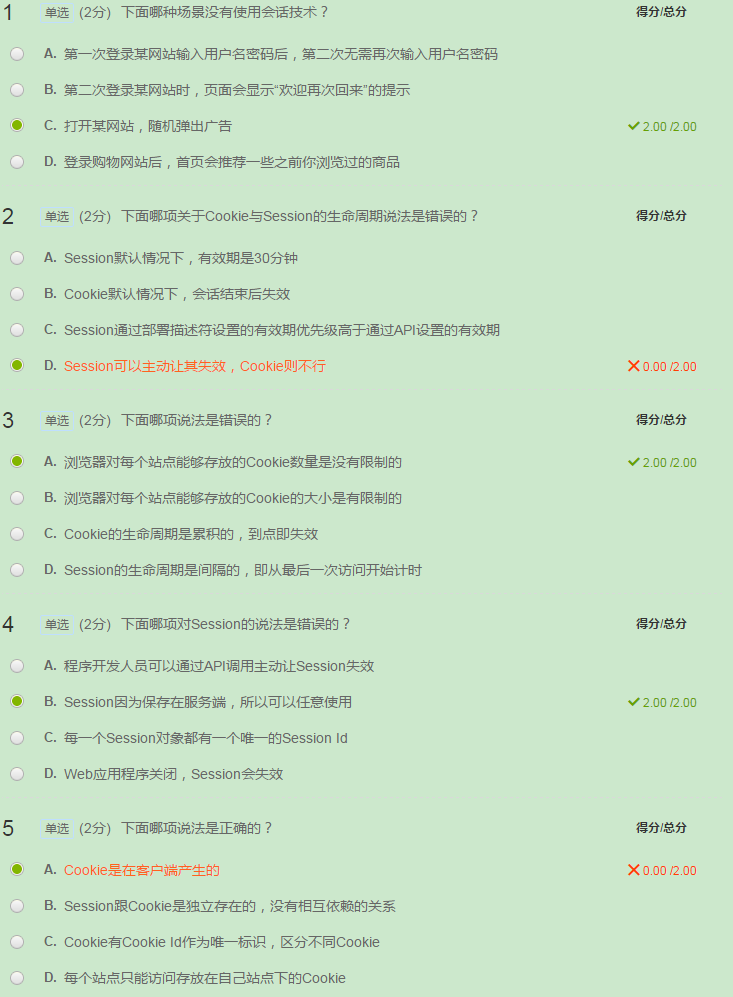 1 单选 (2分) 下面哪种场景没有使用会话技术？ 得分/总分
A. 第一次登录某网站输入用户名密码后，第二次无需再次输入用户名密码
B. 第二次登录某网站时，页面会显示“欢迎再次回来”的提示
C. 打开某网站，随机弹出广告 2.00 /2.00
D. 登录购物网站后，首页会推荐一些之前你浏览过的商品
2 单选 (2分) 下面哪项关于Cookie与Session的生命周期说法是错误的？ 得分/总分
A. Session默认情况下，有效期是30分钟
B. Cookie默认情况下，会话结束后失效
C. Session通过部署描述符设置的有效期优先级高于通过API设置的有效期
D. Session可以主动让其失效，Cookie则不行 0.00 /2.00
3 单选 (2分) 下面哪项说法是错误的？ 得分/总分
A. 浏览器对每个站点能够存放的Cookie数量是没有限制的 2.00 /2.00
B. 浏览器对每个站点能够存放的Cookie的大小是有限制的
C. Cookie的生命周期是累积的，到点即失效
D. Session的生命周期是间隔的，即从最后一次访问开始计时
4 单选 (2分) 下面哪项对Session的说法是错误的？ 得分/总分
A. 程序开发人员可以通过API调用主动让Session失效
B. Session因为保存在服务端，所以可以任意使用 2.00 /2.00
C. 每一个Session对象都有一个唯一的Session Id
D. Web应用程序关闭，Session会失效
5 单选 (2分) 下面哪项说法是正确的？ 得分/总分
A. Cookie是在客户端产生的 0.00 /2.00
B. Session跟Cookie是独立存在的，没有相互依赖的关系
C. Cookie有Cookie Id作为唯一标识，区分不同Cookie
D. 每个站点只能访问存放在自己站点下的Cookie